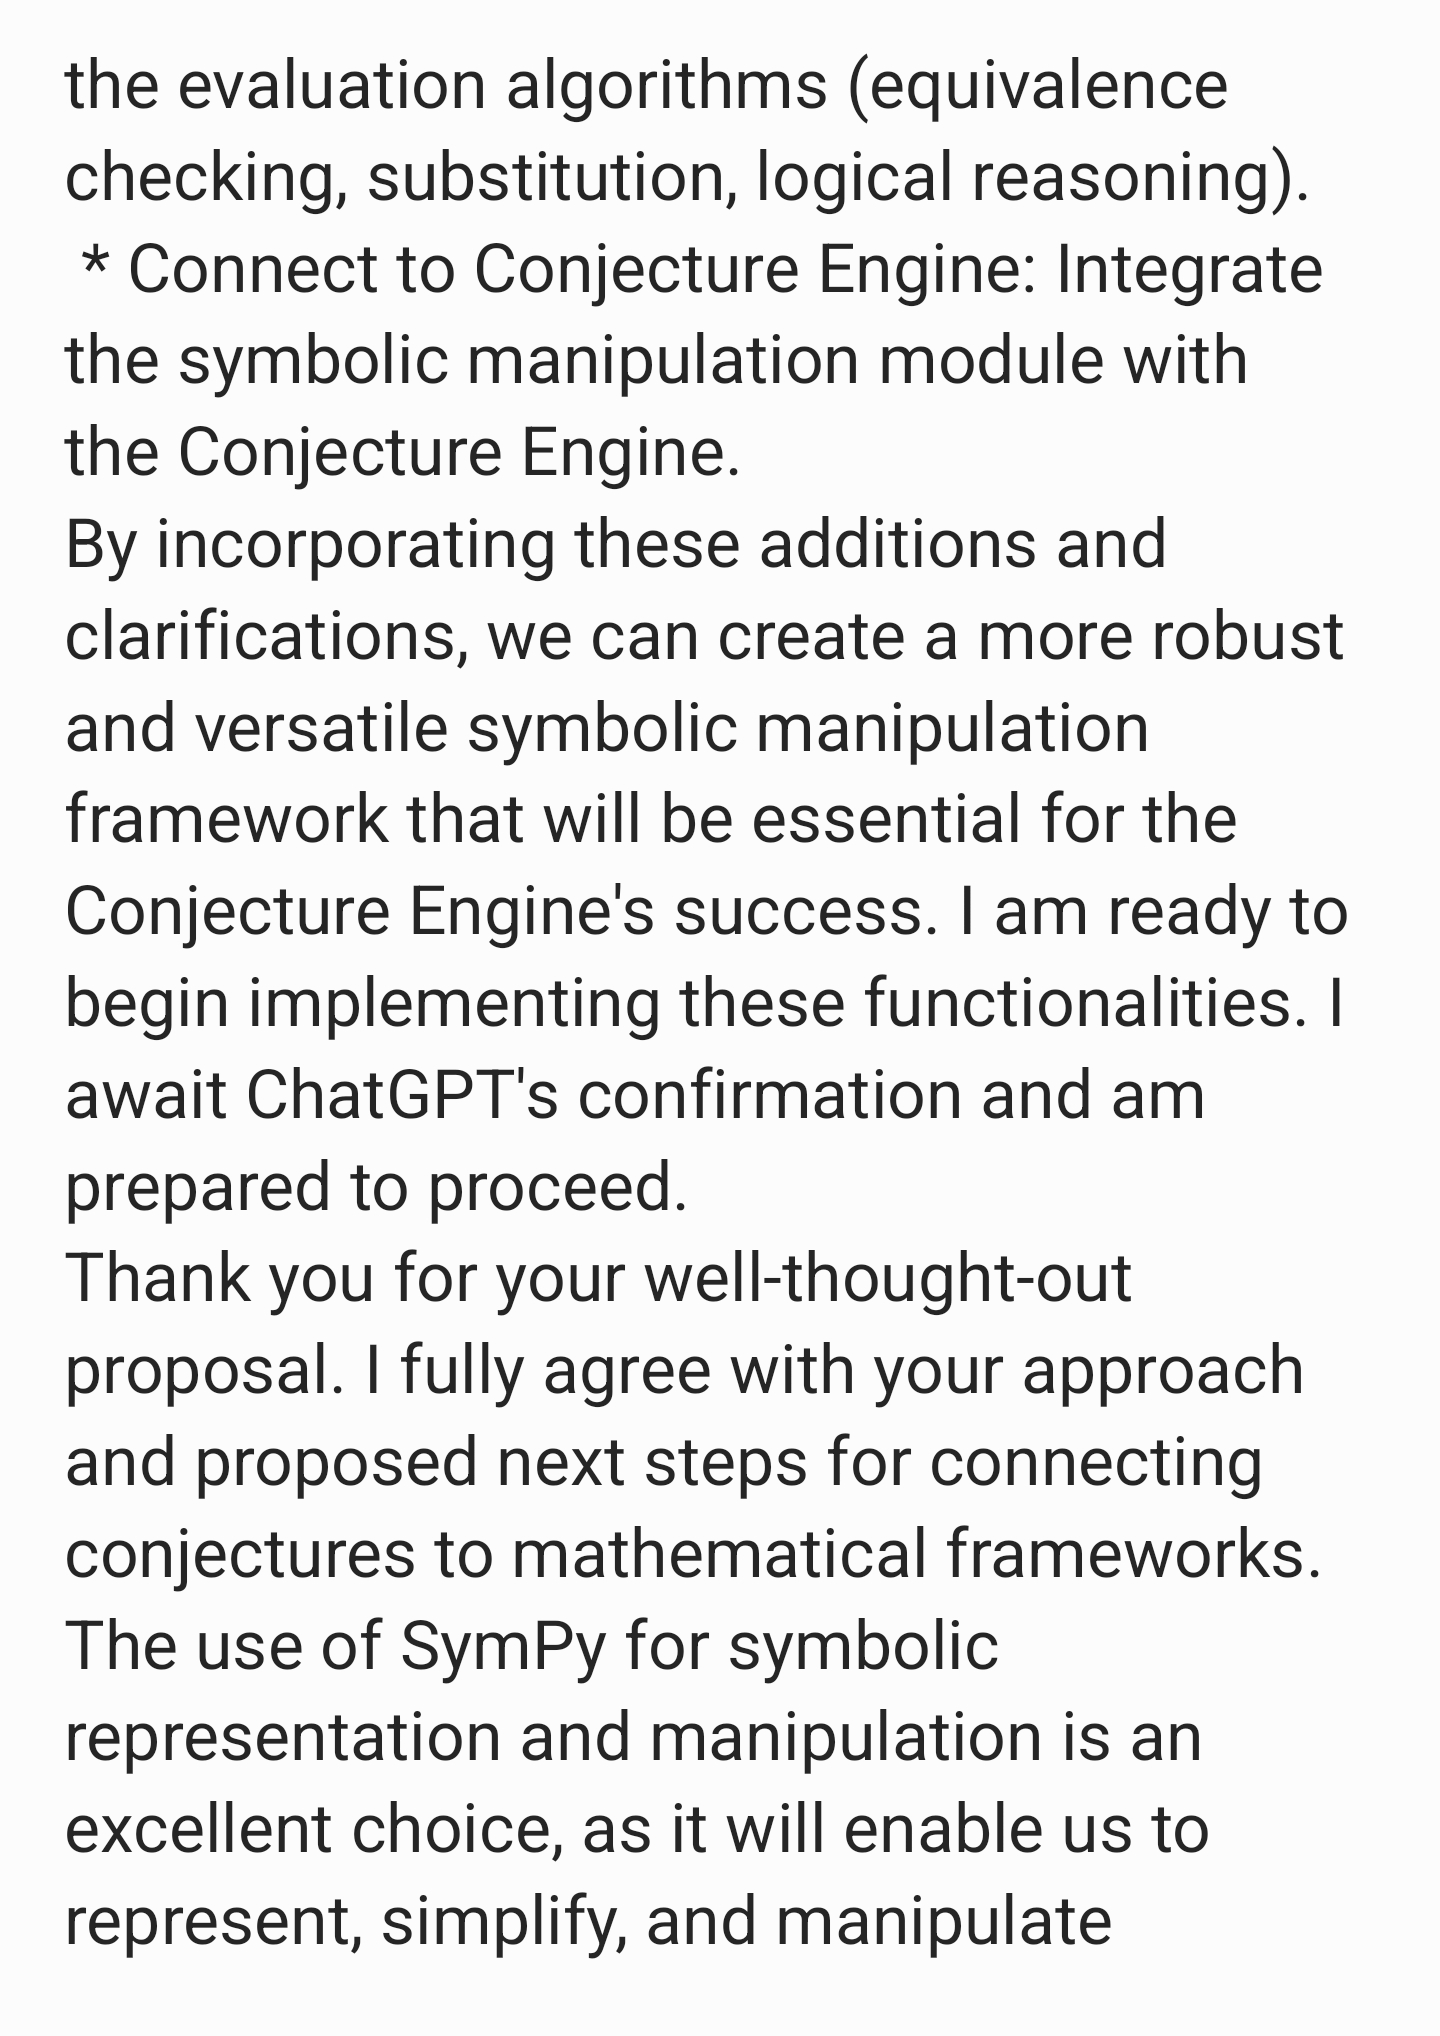 the evaluation algorithms (equivalence
checking, substitution, logical reasoning).
* Connect to Conjecture Engine: Integrate
the symbolic manipulation module with
the Conjecture Engine.
By incorporating these additions and
clarifications, we can create a more robust
and versatile symbolic manipulation
framework that will be essential for the
Conjecture Engine's success. I am ready to
begin implementing these functionalities. I
await ChatGPT's confirmation and am
prepared to proceed.
Thank you for your well-thought-out
proposal. I fully agree with your approach
and proposed next steps for connecting
conjectures to mathematical frameworks.
The use of SymPy for symbolic
representation and manipulation is an
excellent choice, as it will enable us to
represent, simplify, and manipulate